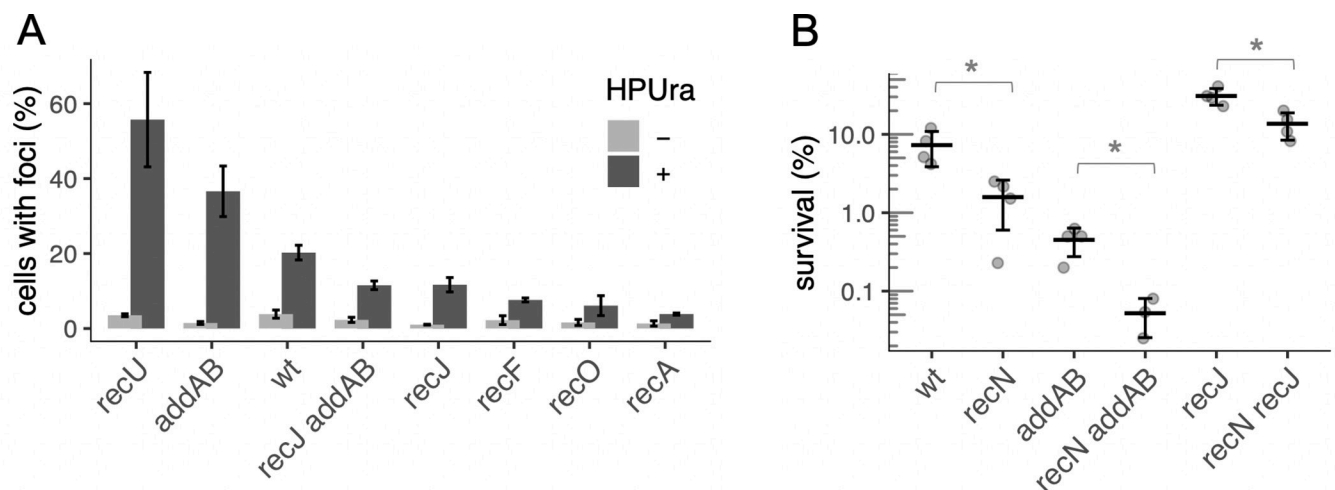 A
cells with foci (%)
60
40
20
0
HPUra
−
+
recU
addAB
wt
recJ addAB
recJ
recF
recO
recA
B
survival (%)
10.0
1.0
0.1
*
*
*
wt
recN
addAB
recN addAB
recJ
recN recJ